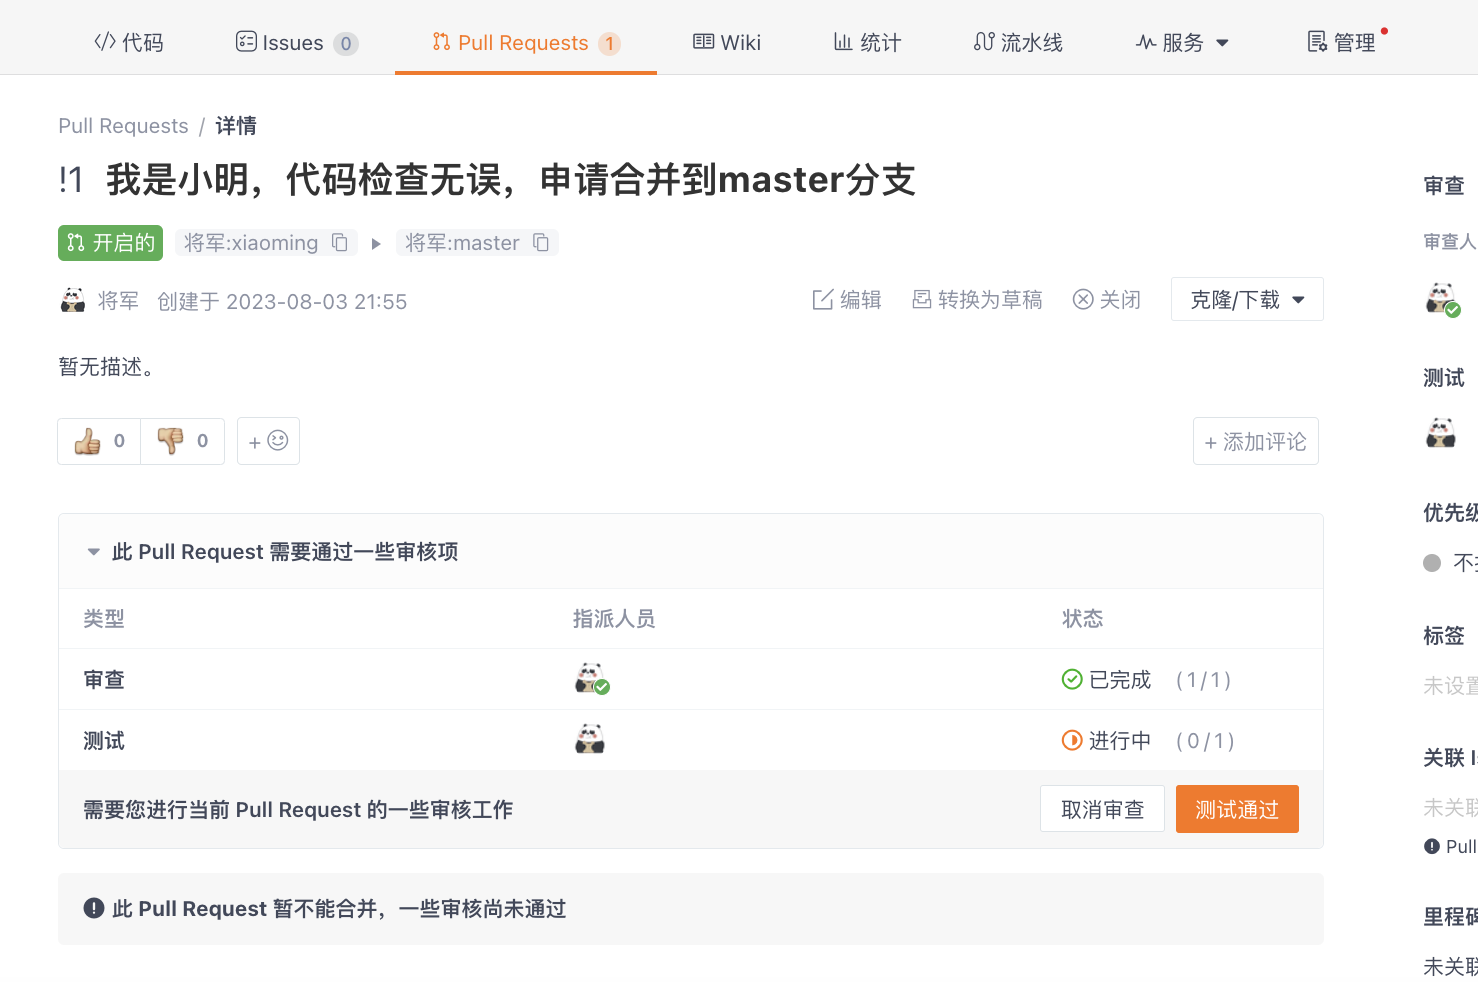 代码 Issues 0 Pull Requests 1 Wiki 统计 流水线 服务 管理
Pull Requests / 详情
!1 我是小明，代码检查无误，申请合并到master分支
开启的 将军:xiaoming 将军:master
将军 创建于 2023-08-03 21:55 编辑 转换为草稿 关闭 克隆/下载
暂无描述。
0 0 + + 添加评论
此 Pull Request 需要通过一些审核项
类型 指派人员 状态
审查 已完成 (1/1)
测试 进行中 (0/1)
需要您进行当前 Pull Request 的一些审核工作 取消审查 测试通过
此 Pull Request 暂不能合并，一些审核尚未通过
审查
审查人
测试
优先级
不
标签
未设置
关联
未关联
Pull
里程碑
未关联